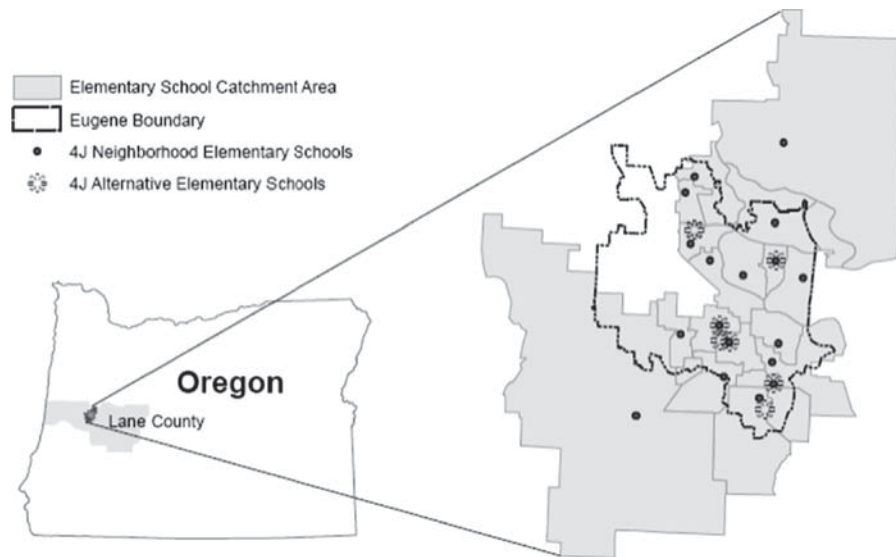 Elementary School Catchment Area
Eugene Boundary
4J Neighborhood Elementary Schools
4J Alternative Elementary Schools
Oregon
Lane County